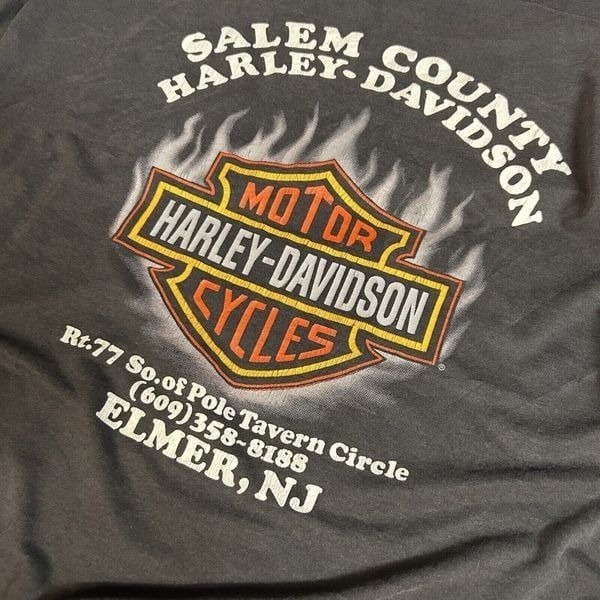 SALEM COUNTY
HARLEY-DAVIDSON
MOTOR
HARLEY-DAVIDSON
CYCLES
®
Rt.77 So.of Pole Tavern Circle
(609)358-8188
ELMER, NJ